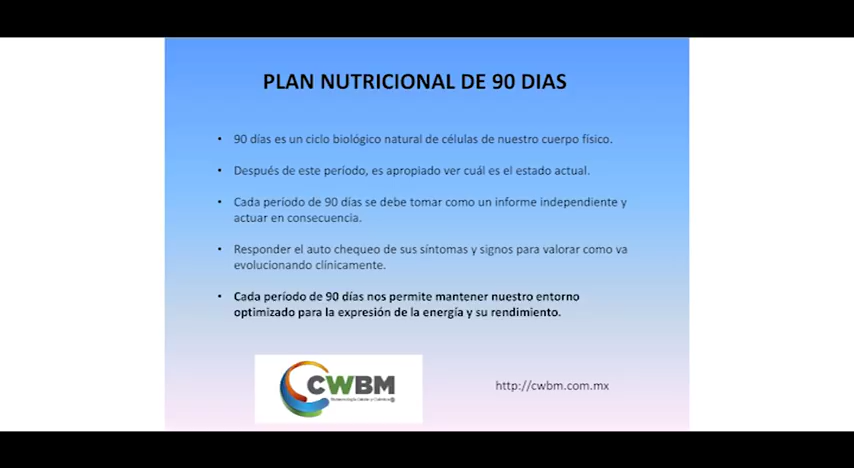 PLAN NUTRICIONAL DE 90 DIAS
• 90 días es un ciclo biológico natural de células de nuestro cuerpo físico.
• Después de este período, es apropiado ver cuál es el estado actual.
• Cada período de 90 días se debe tomar como un informe independiente y
actuar en consecuencia.
• Responder el auto chequeo de sus síntomas y signos para valorar como va
evolucionando clínicamente.
• Cada período de 90 días nos permite mantener nuestro entorno
optimizado para la expresión de la energía y su rendimiento.
CWBM
http://cwbm.com.mx